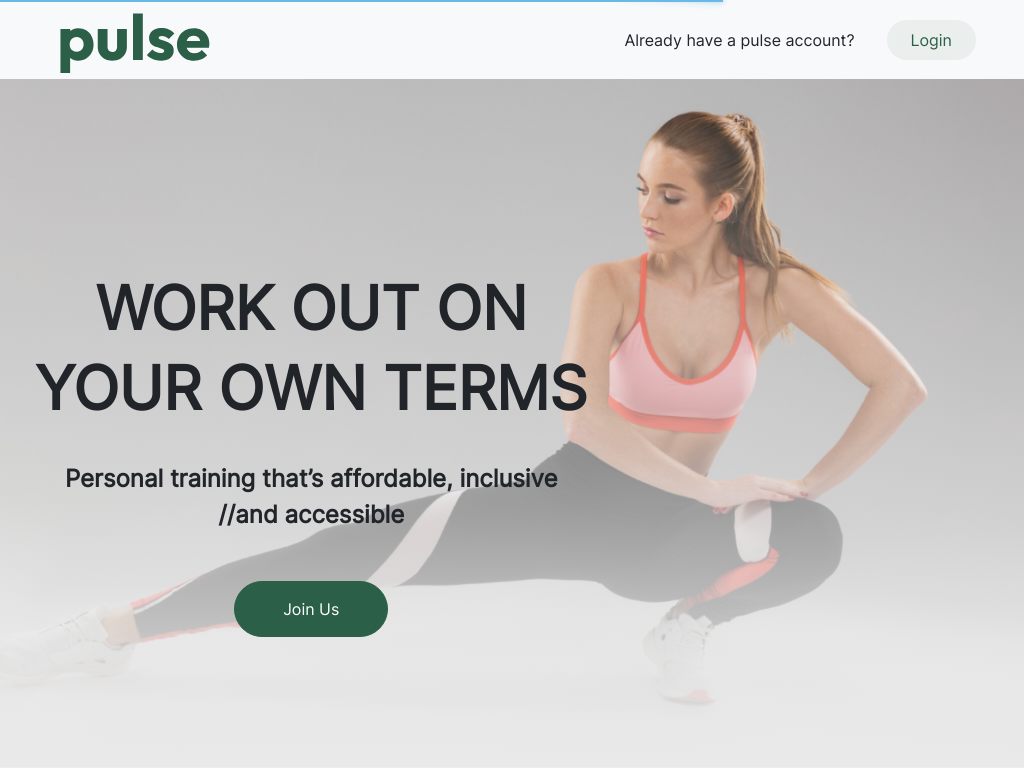 pulse
Already have a pulse account?
Login
WORK OUT ON
YOUR OWN TERMS
Personal training that’s affordable, inclusive
//and accessible
Join Us